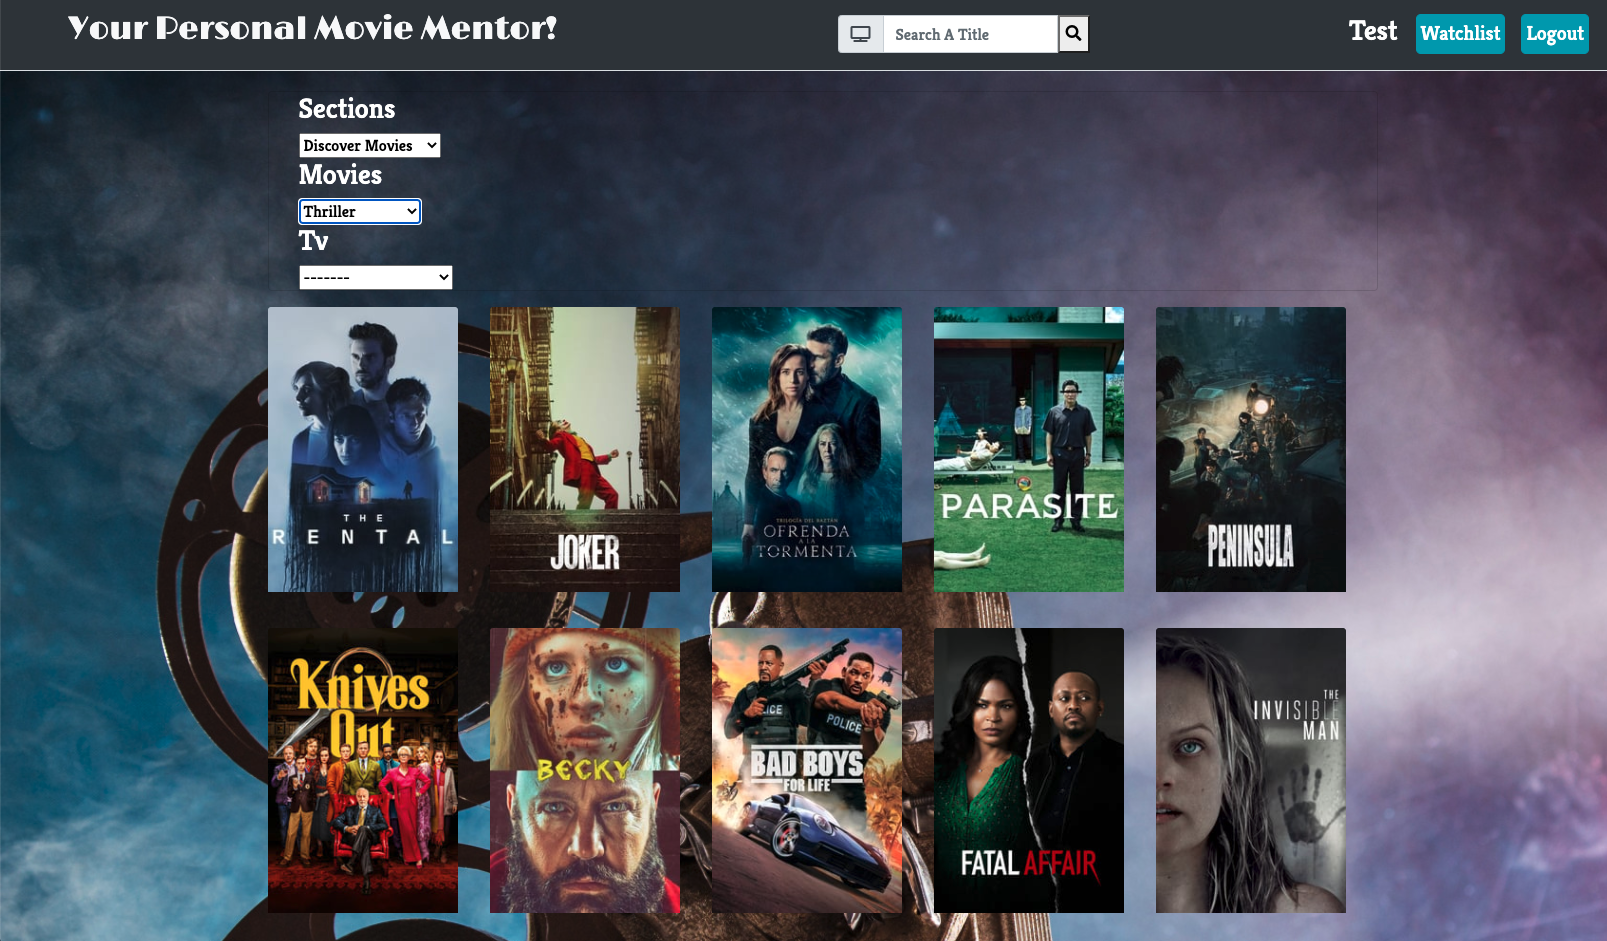 Your Personal Movie Mentor!
Search A Title
Test
Watchlist
Logout
Sections
Discover Movies
Movies
Thriller
Tv
-------
THE
RENTAL
JOKER
TRILOGÍA DEL BAZTÁN
OFRENDA
A LA
TORMENTA
PARASITE
PENINSULA
Knives
Out
BECKY
LICE
POLICE
BAD BOYS
FOR LIFE
FATAL AFFAIR
THE
INVISIBLE
MAN